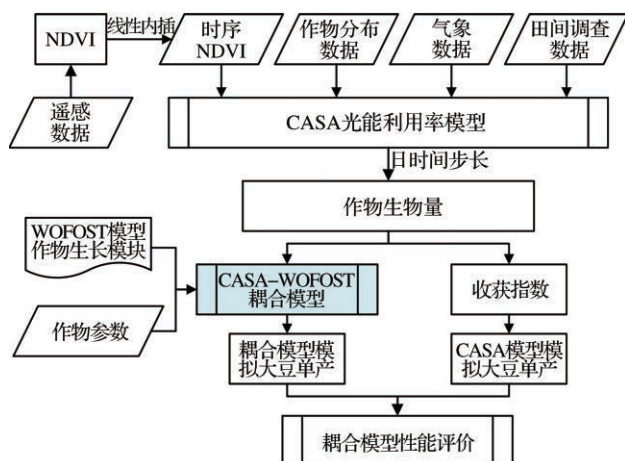 NDVI
线性内插
时序
NDVI
作物分布
数据
气象
数据
田间调查
数据
遥感
数据
CASA光能利用率模型
日时间步长
作物生物量
WOFOST模型
作物生长模块
CASA-WOFOST
耦合模型
收获指数
作物参数
耦合模型模
拟大豆单产
CASA模型模
拟大豆单产
耦合模型性能评价